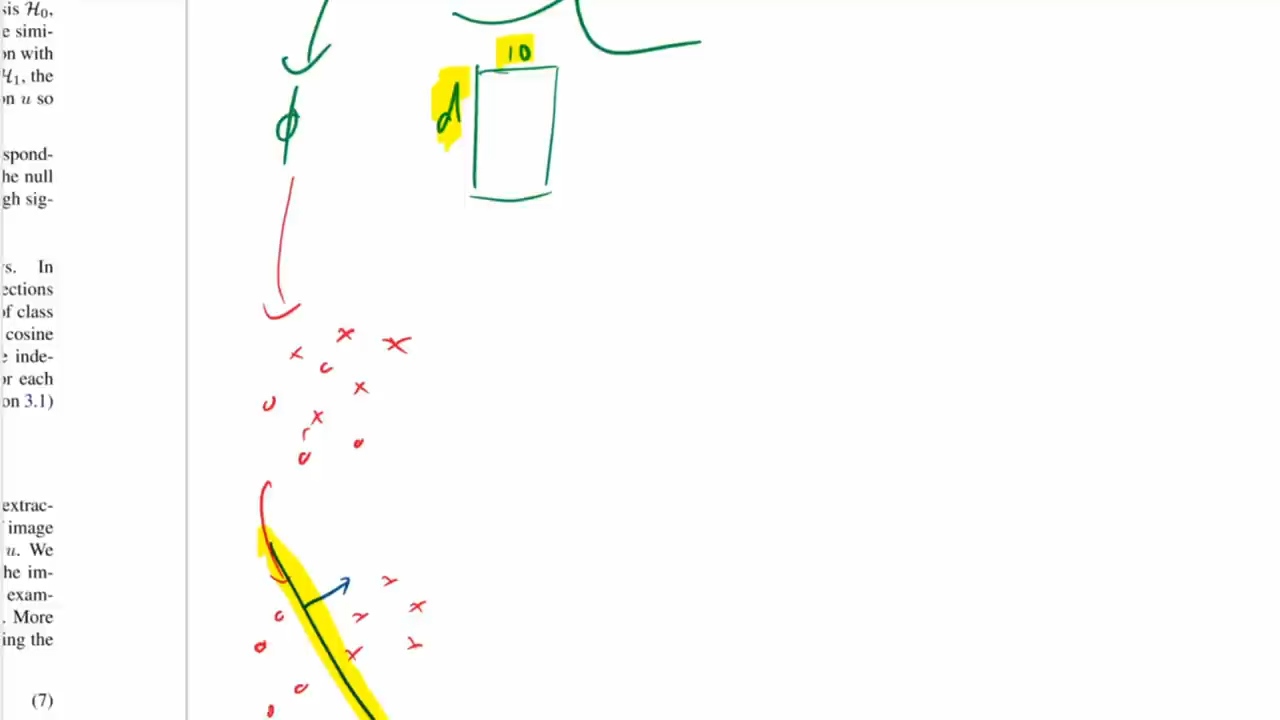 sis H₀,
e simi-
on with
H₁, the
on u so
spond-
he null
gh sig-
s. In
ections
of class
cosine
e inde-
or each
on 3.1)
extrac-
image
u. We
he im-
exam-
. More
ing the
(7)
10
d
ϕ